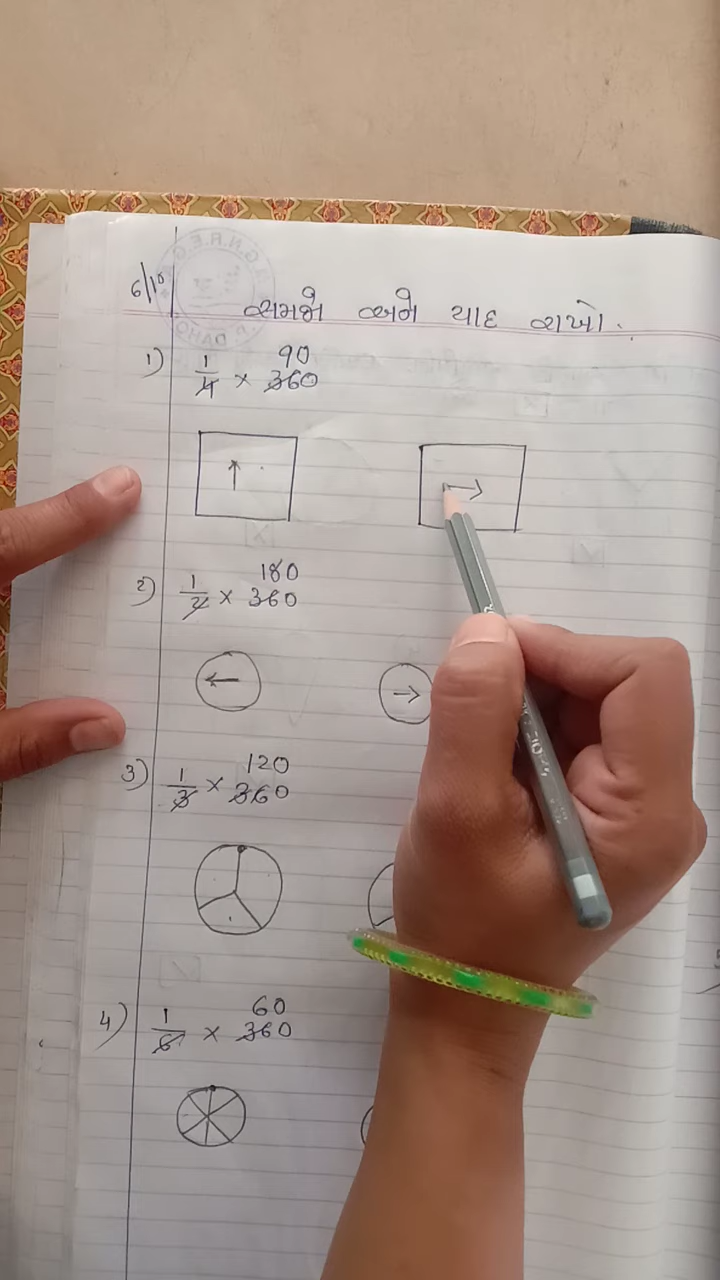 6/10
સમજો અને યાદ રાખો.
1) 1/4 × 360 90
2) 1/2 × 360 180
3) 1/3 × 360 120
4) 1/6 × 360 60